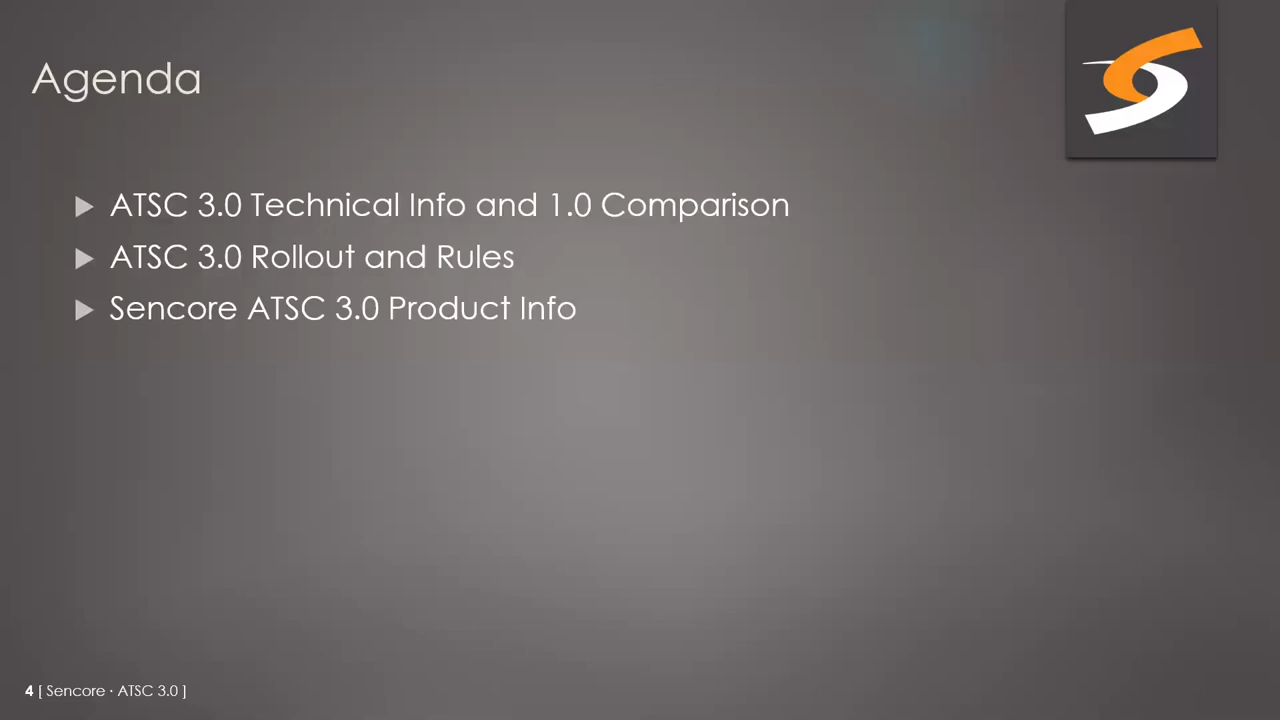 Agenda
ATSC 3.0 Technical Info and 1.0 Comparison
ATSC 3.0 Rollout and Rules
Sencore ATSC 3.0 Product Info
4 [ Sencore · ATSC 3.0 ]